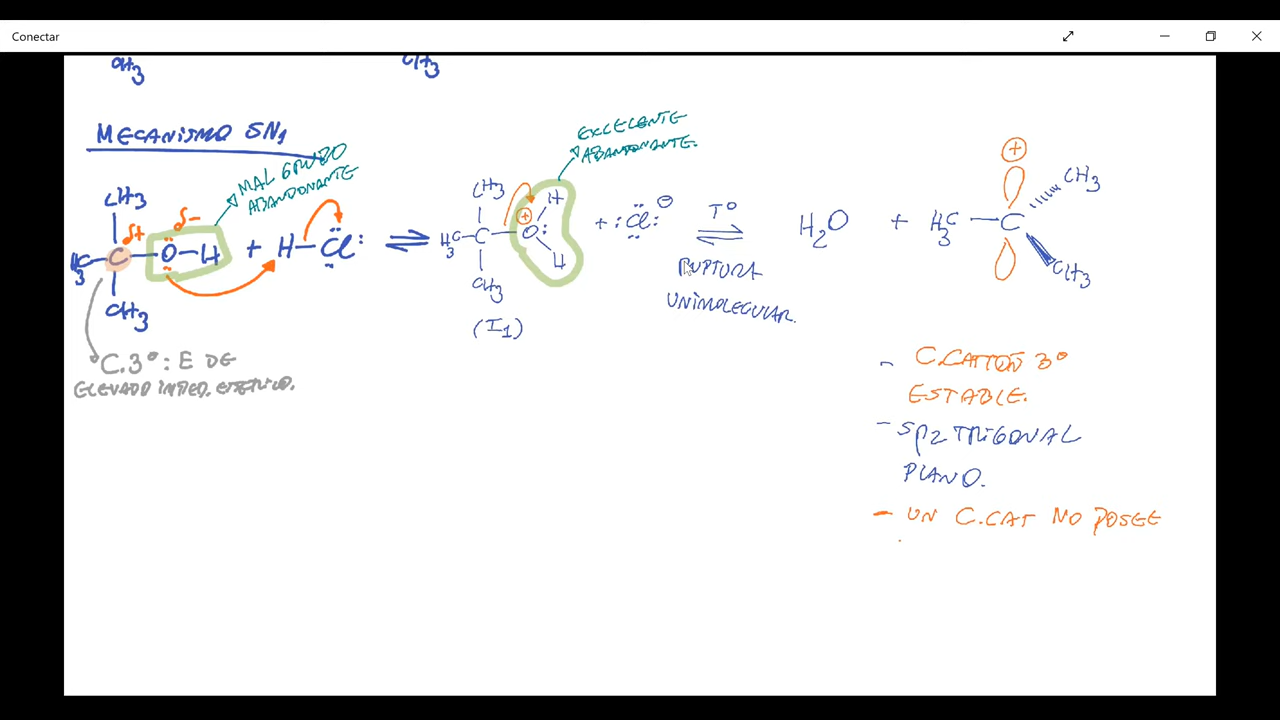 Conectar
CH3 CH3
MECANISMO SN1
MAL GRUPO
ABANDONANTE
EXCELENTE
ABANDONANTE.
CH3 δ+ δ- H3C C O-H + H-Cl: ⇌
CH3
CH3 H
H3C-C-O: ⊕ + :Cl: ⊖
CH3 H
(I1)
T°
⇌
RUPTURA
UNIMOLECULAR.
H2O + H3C-C ⊕ CH3
CH3
C.3°: E DE
ELEVADO IMPED. ESTÉRICO.
- C.CATIÓN 3°
ESTABLE.
- SP2 TRIGONAL
PLANO.
- UN C.CAT NO POSEE